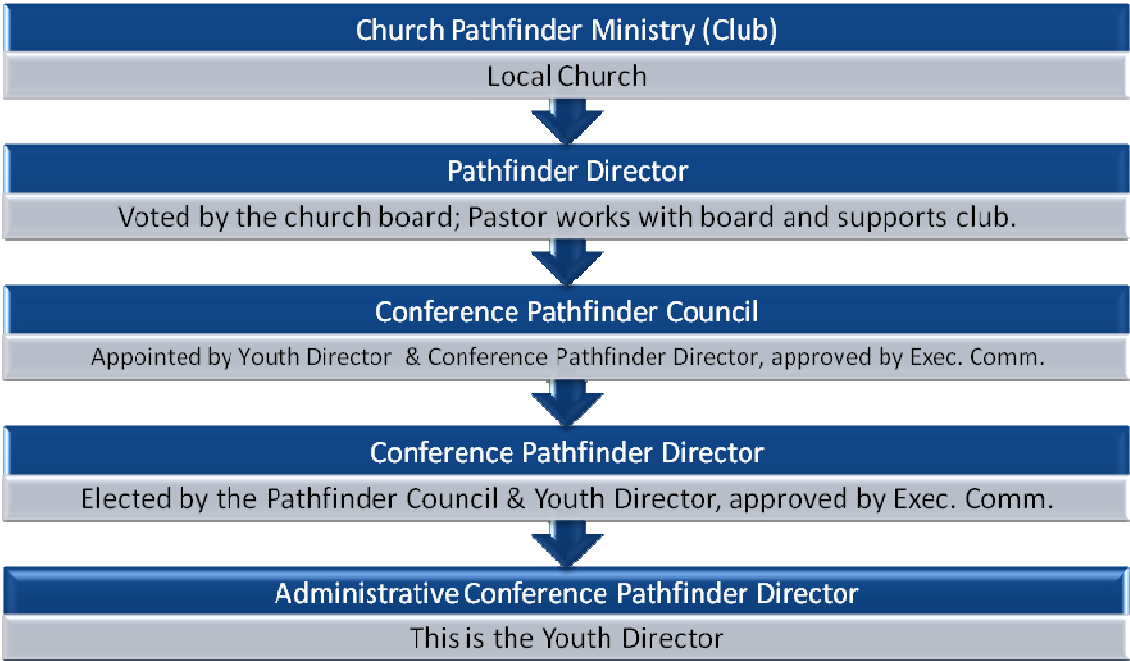 Church Pathfinder Ministry (Club)
Local Church
Pathfinder Director
Voted by the church board; Pastor works with board and supports club.
Conference Pathfinder Council
Appointed by Youth Director & Conference Pathfinder Director, approved by Exec. Comm.
Conference Pathfinder Director
Elected by the Pathfinder Council & Youth Director, approved by Exec. Comm.
Administrative Conference Pathfinder Director
This is the Youth Director